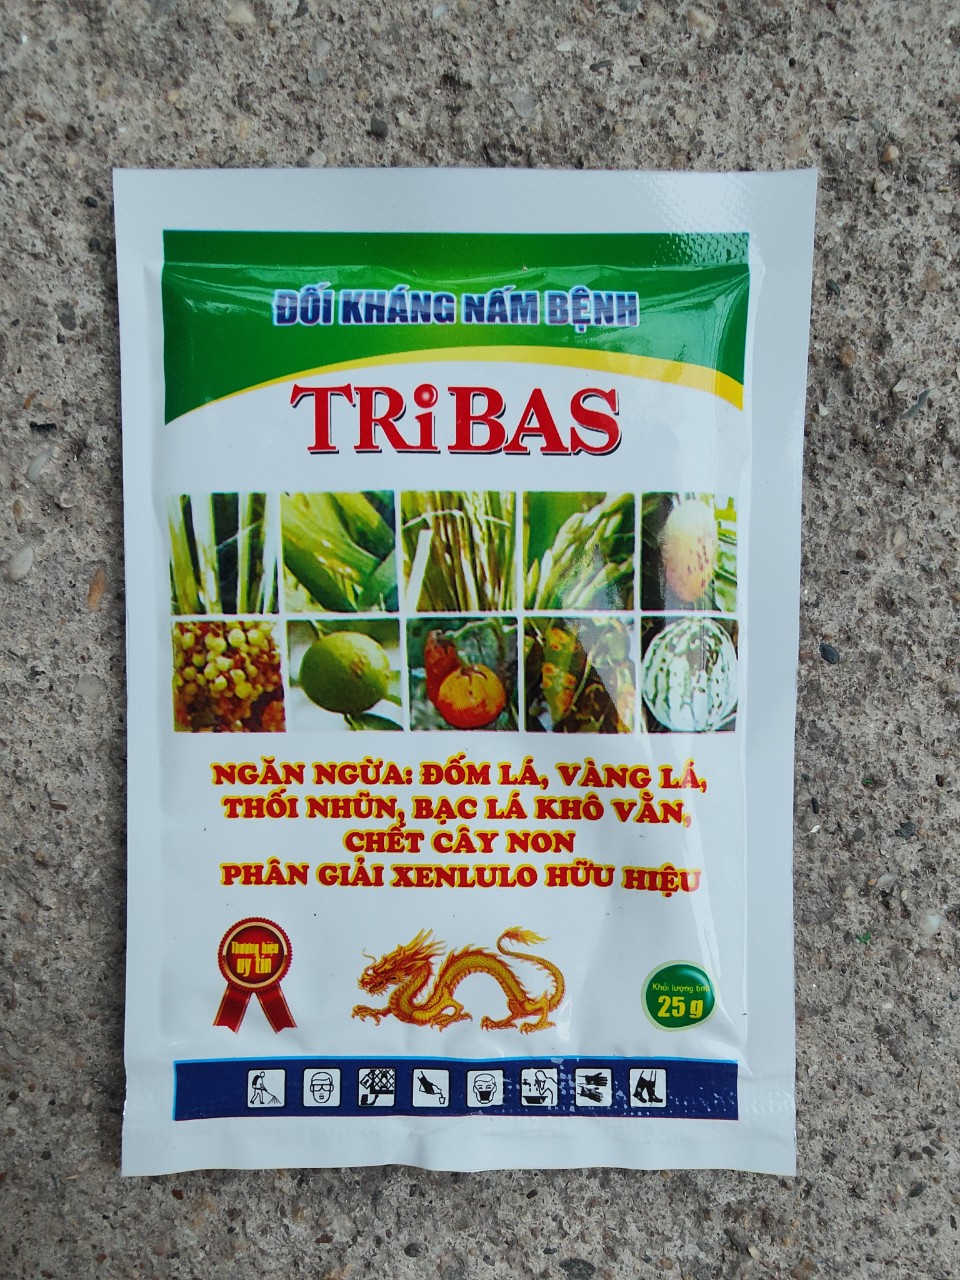 ĐỐI KHÁNG NẤM BỆNH
TRiBAS
NGĂN NGỪA: ĐỐM LÁ, VÀNG LÁ,
THỐI NHŨN, BẠC LÁ KHÔ VẰN,
CHẾT CÂY NON
PHÂN GIẢI XENLULO HỮU HIỆU
Thương hiệu
uy tín
Khối lượng tịnh
25 g